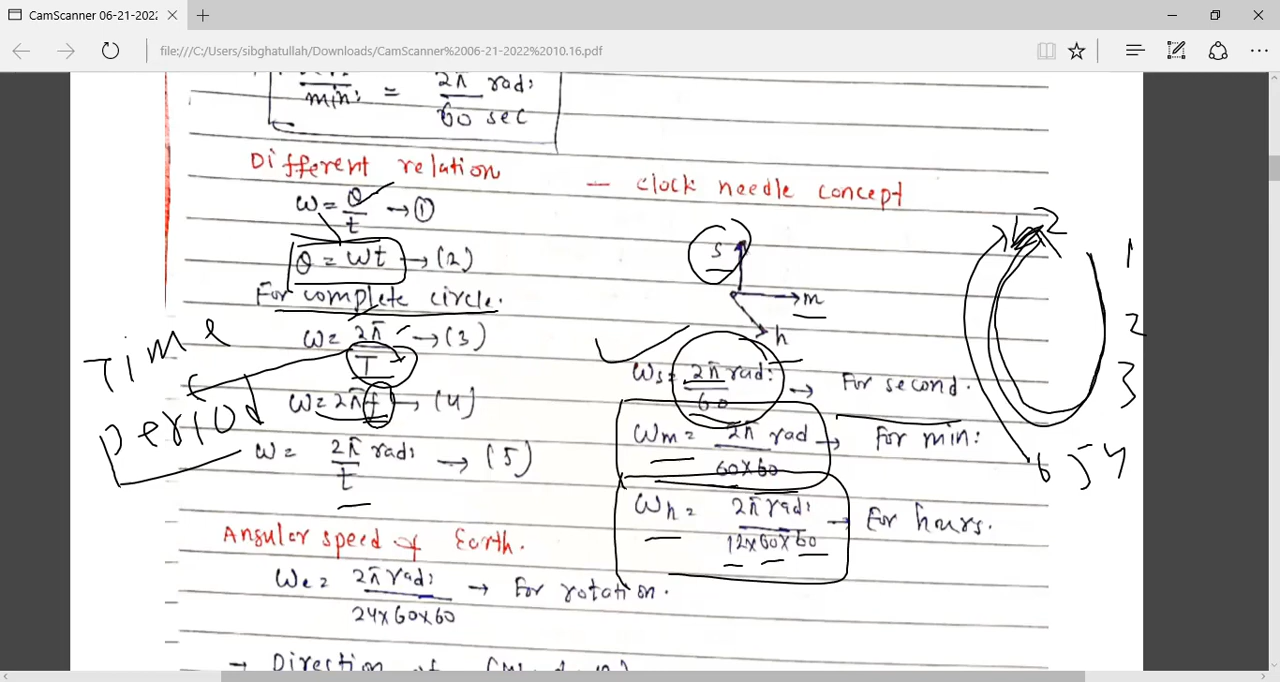 CamScanner 06-21-202
file:///C:/Users/sibghatullah/Downloads/CamScanner%2006-21-2022%2010.16.pdf
min: = 2π rad: / 60 sec
Different relation – clock needle concept
ω = θ/t → ①
θ = ωt → (2)
For complete circle.
ω = 2π/T → (3)
ω = 2πf → (4)
ω = 2π rad:/t → (5)
Time
period
s
m
h
ωs = 2π rad:/60 → For second.
ωm = 2π rad/60×60 → For min:
ωh = 2π rad:/12×60×60 → For hours.
1
2
3
6 5 4
Angular speed of Earth.
ωe = 2π rad:/24×60×60 → For rotation.
→ Direction of